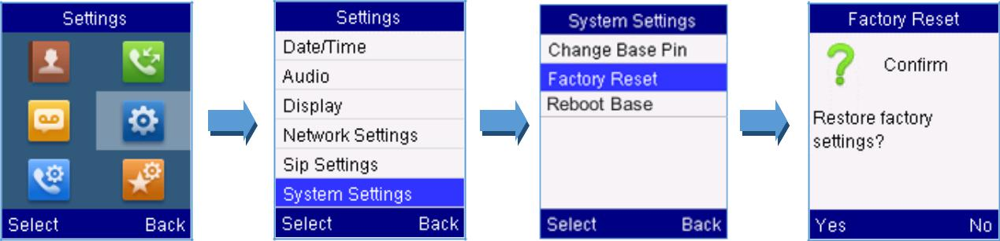 Settings
Select Back
Settings
Date/Time
Audio
Display
Network Settings
Sip Settings
System Settings
Select Back
System Settings
Change Base Pin
Factory Reset
Reboot Base
Select Back
Factory Reset
Confirm
Restore factory
settings?
Yes No